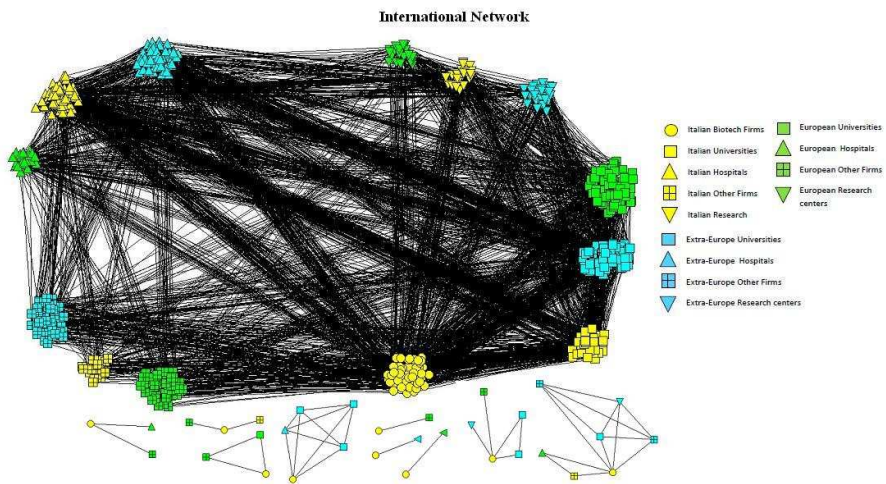 International Network
Italian Biotech Firms
Italian Universities
Italian Hospitals
Italian Other Firms
Italian Research
Extra-Europe Universities
Extra-Europe Hospitals
Extra-Europe Other Firms
Extra-Europe Research centers
European Universities
European Hospitals
European Other Firms
European Research
centers